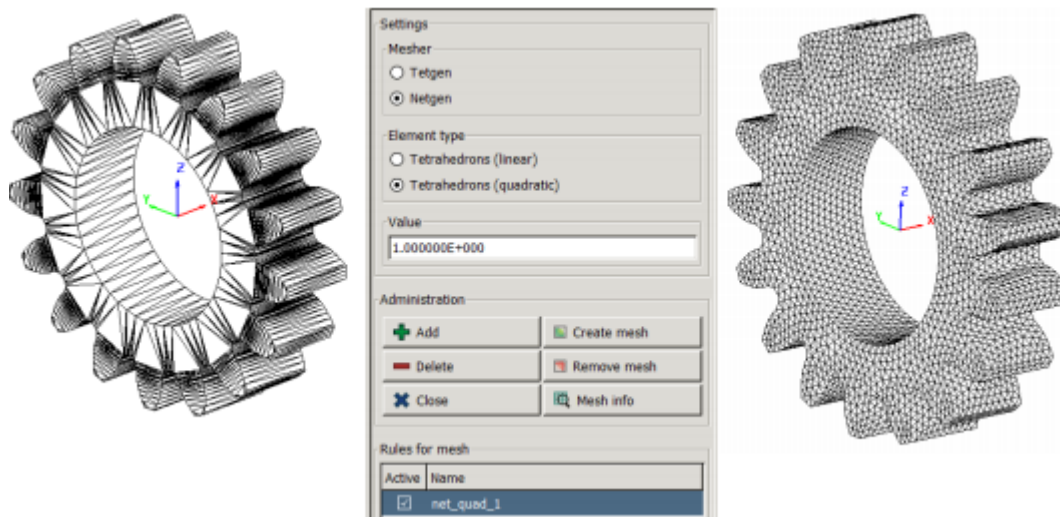 Settings
Mesher
Tetgen
Netgen
Element type
Tetrahedrons (linear)
Tetrahedrons (quadratic)
Value
1.000000E+000
Administration
Add
Create mesh
Delete
Remove mesh
Close
Mesh info
Rules for mesh
Active Name
net_quad_1
Z
Y
X
Z
Y
X